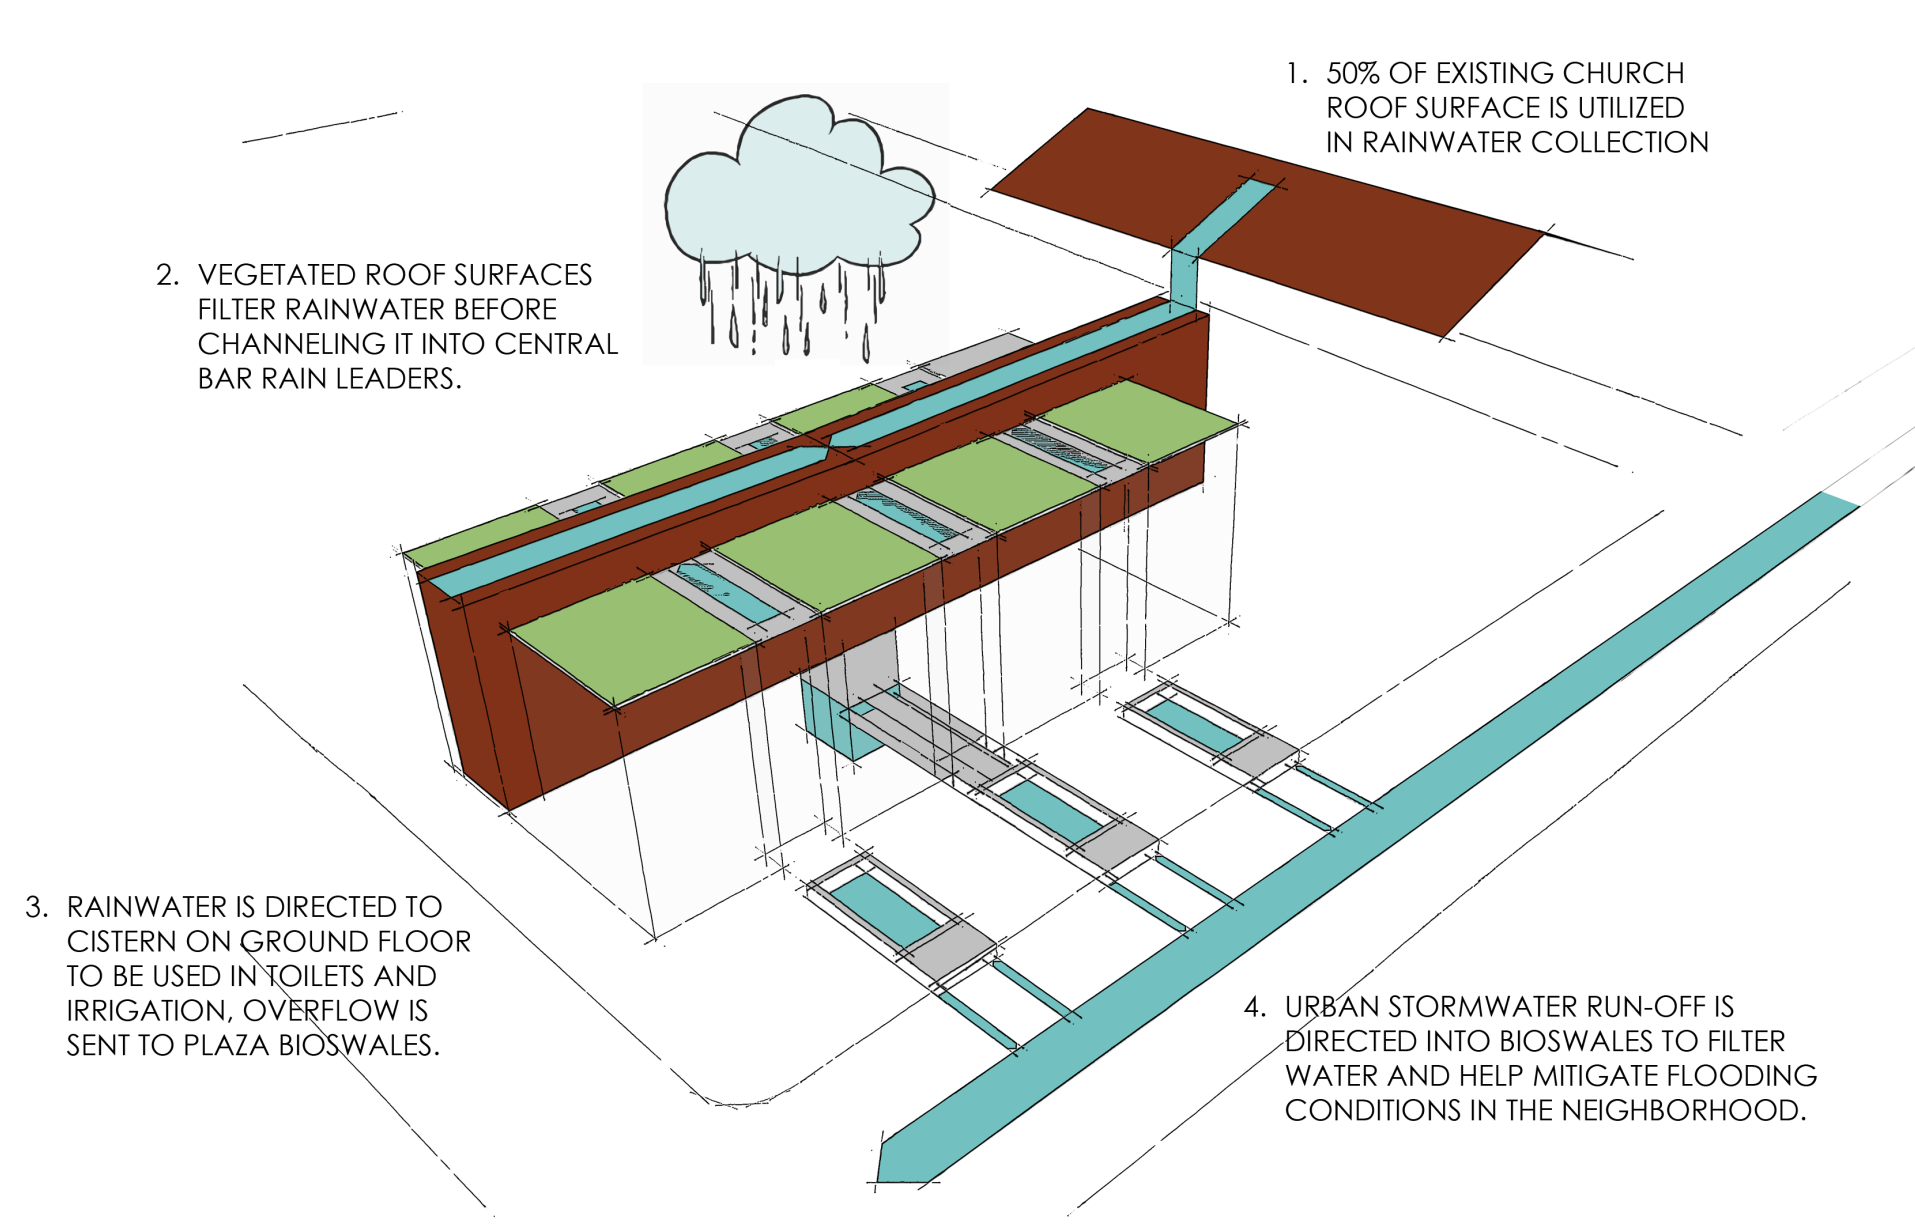 1. 50% OF EXISTING CHURCH
ROOF SURFACE IS UTILIZED
IN RAINWATER COLLECTION
2. VEGETATED ROOF SURFACES
FILTER RAINWATER BEFORE
CHANNELING IT INTO CENTRAL
BAR RAIN LEADERS.
3. RAINWATER IS DIRECTED TO
CISTERN ON GROUND FLOOR
TO BE USED IN TOILETS AND
IRRIGATION, OVERFLOW IS
SENT TO PLAZA BIOSWALES.
4. URBAN STORMWATER RUN-OFF IS
DIRECTED INTO BIOSWALES TO FILTER
WATER AND HELP MITIGATE FLOODING
CONDITIONS IN THE NEIGHBORHOOD.